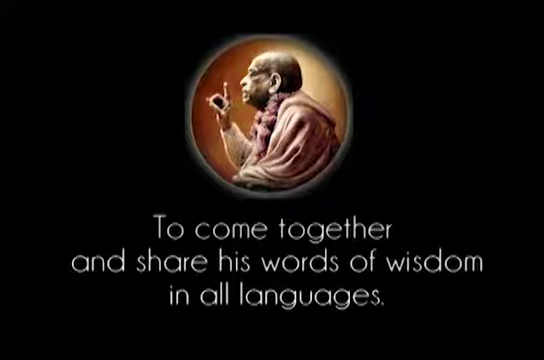 To come together
and share his words of wisdom
in all languages.